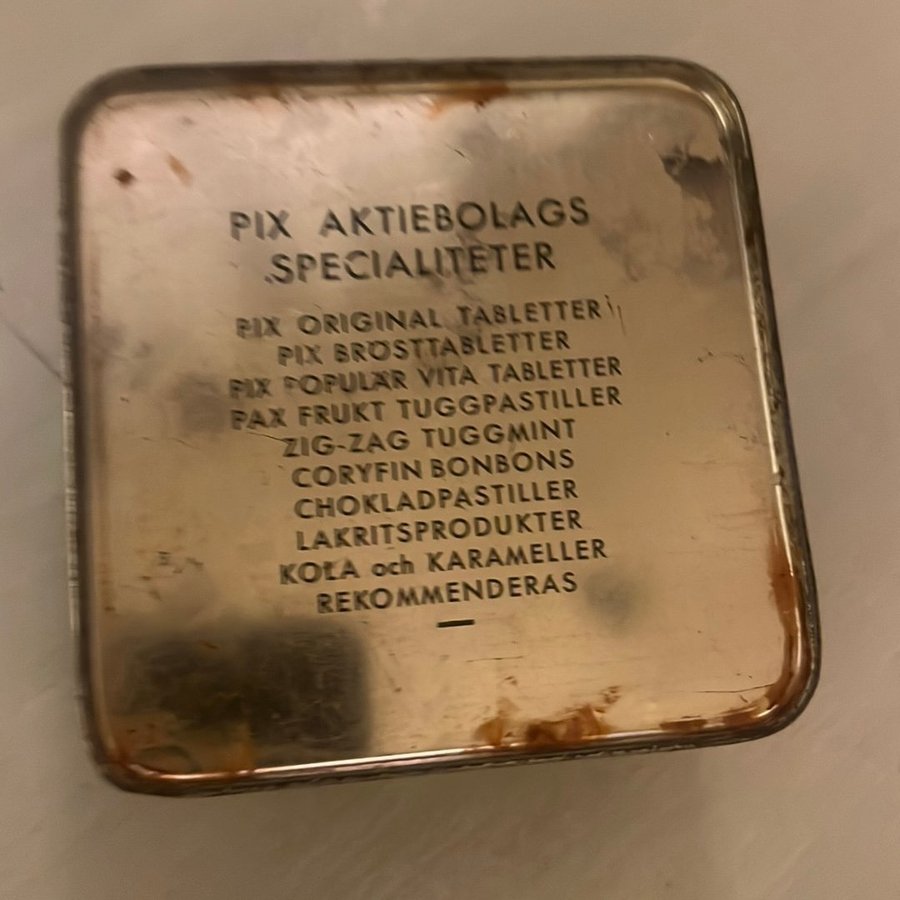 PIX AKTIEBOLAGS
SPECIALITETER
PIX ORIGINAL TABLETTER
PIX BRÖSTTABLETTER
PIX POPULÄR VITA TABLETTER
PAX FRUKT TUGGPASTILLER
ZIG-ZAG TUGGMINT
CORYFIN BONBONS
CHOKLADPASTILLER
LAKRITSPRODUKTER
KOLA och KARAMELLER
REKOMMENDERAS